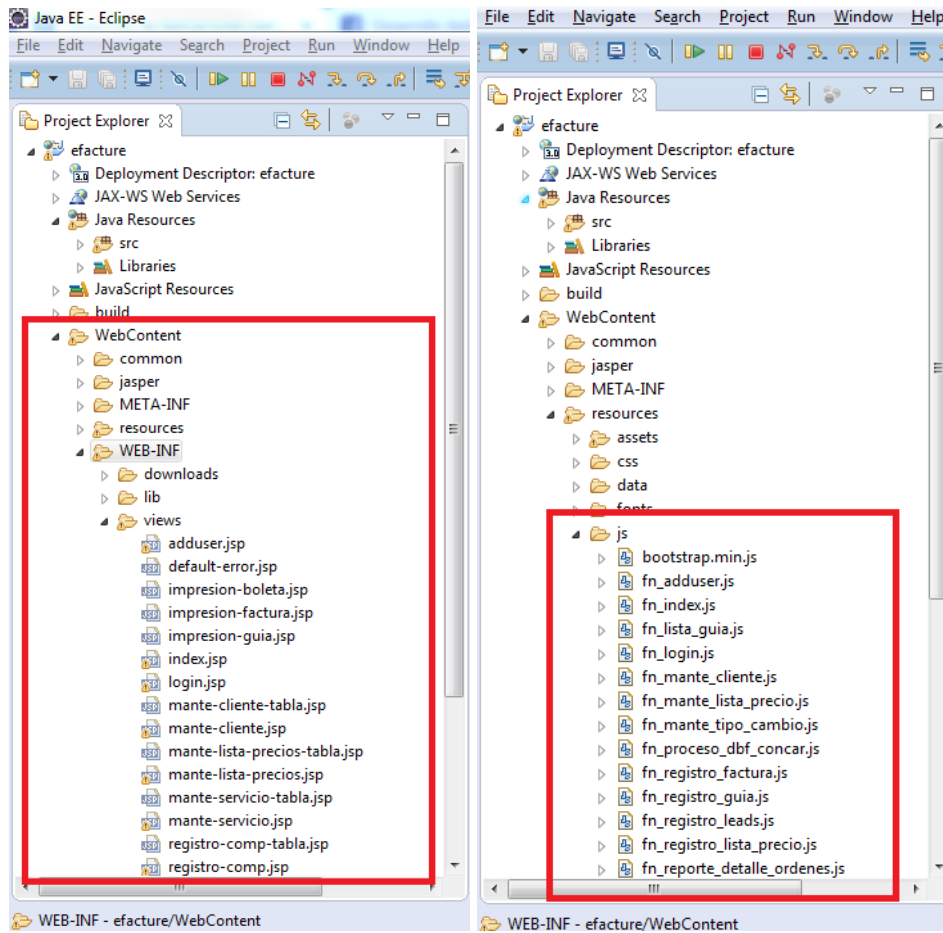 Java EE - Eclipse
File Edit Navigate Search Project Run Window Help
Project Explorer
efacture
3.0 Deployment Descriptor: efacture
JAX-WS Web Services
Java Resources
src
Libraries
JavaScript Resources
build
WebContent
common
jasper
META-INF
resources
WEB-INF
downloads
lib
views
adduser.jsp
default-error.jsp
impresion-boleta.jsp
impresion-factura.jsp
impresion-guia.jsp
index.jsp
login.jsp
mante-cliente-tabla.jsp
mante-cliente.jsp
mante-lista-precios-tabla.jsp
mante-lista-precios.jsp
mante-servicio-tabla.jsp
mante-servicio.jsp
registro-comp-tabla.jsp
registro-comp.jsp
WEB-INF - efacture/WebContent
File Edit Navigate Search Project Run Window Help
Project Explorer
efacture
3.0 Deployment Descriptor: efacture
JAX-WS Web Services
Java Resources
src
Libraries
JavaScript Resources
build
WebContent
common
jasper
META-INF
resources
assets
css
data
fonts
js
bootstrap.min.js
fn_adduser.js
fn_index.js
fn_lista_guia.js
fn_login.js
fn_mante_cliente.js
fn_mante_lista_precio.js
fn_mante_tipo_cambio.js
fn_proceso_dbf_concar.js
fn_registro_factura.js
fn_registro_guia.js
fn_registro_leads.js
fn_registro_lista_precio.js
fn_reporte_detalle_ordenes.js
WEB-INF - efacture/WebContent